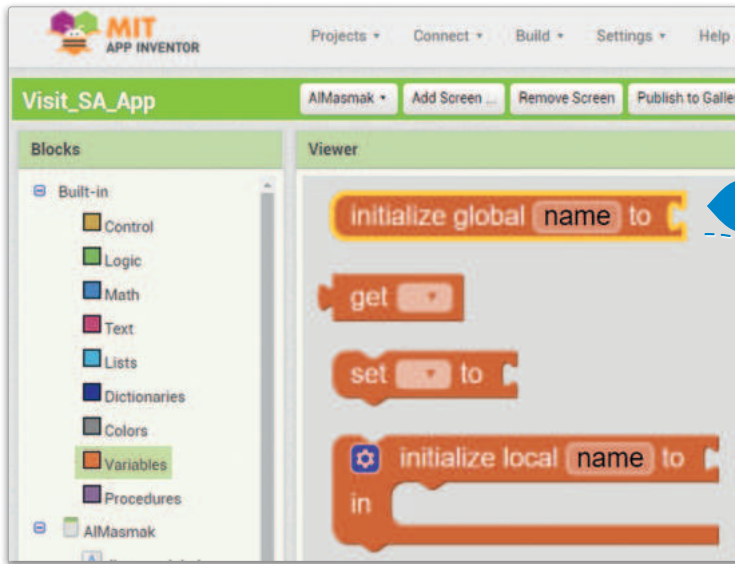 MIT
APP INVENTOR
Projects Connect Build Settings Help
Visit_SA_App
AlMasmak Add Screen ... Remove Screen
Publish to
Blocks
Viewer
Built-in
Control
Logic
Math
Text
Lists
Dictionaries
Colors
Variables
Procedures
AlMasmak
initialize global name to
get
set to
initialize local name to
in